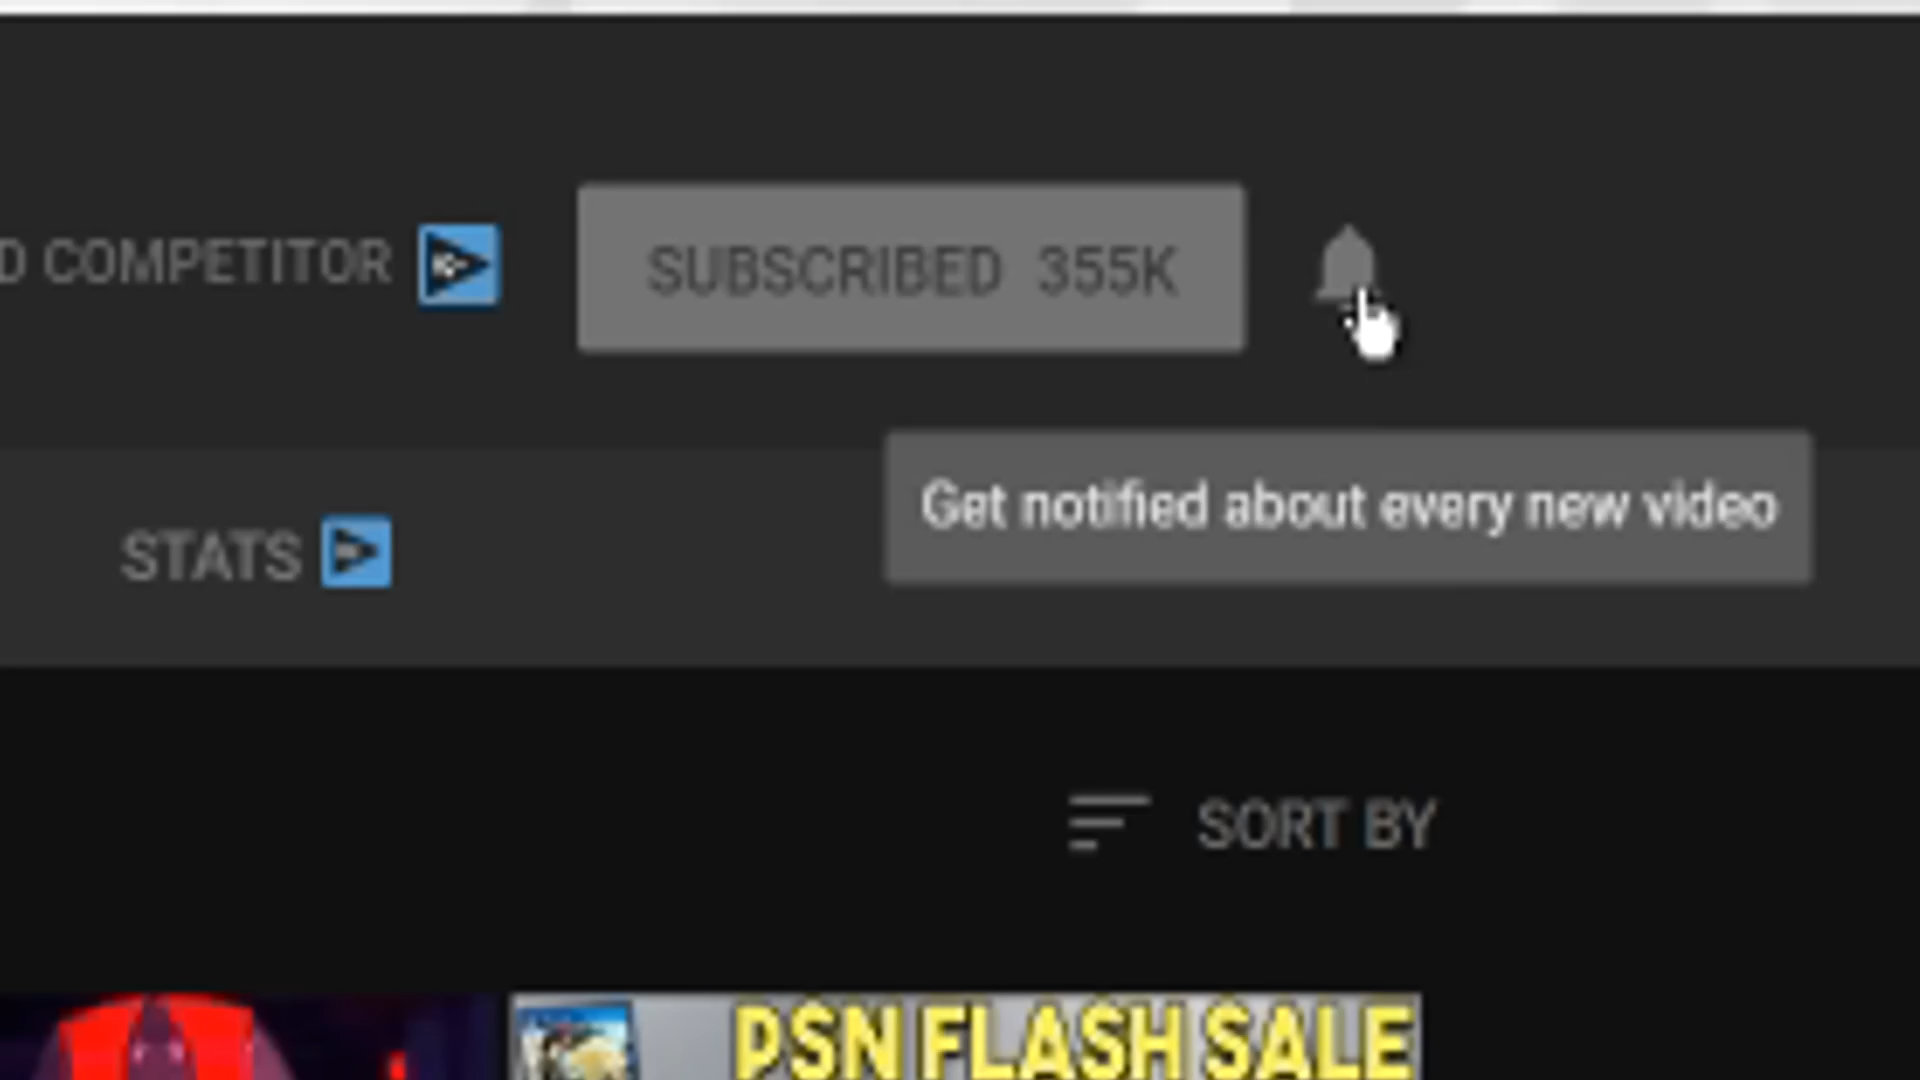 D COMPETITOR
SUBSCRIBED 355K
Get notified about every new video
STATS
SORT BY
PSN FLASH SALE